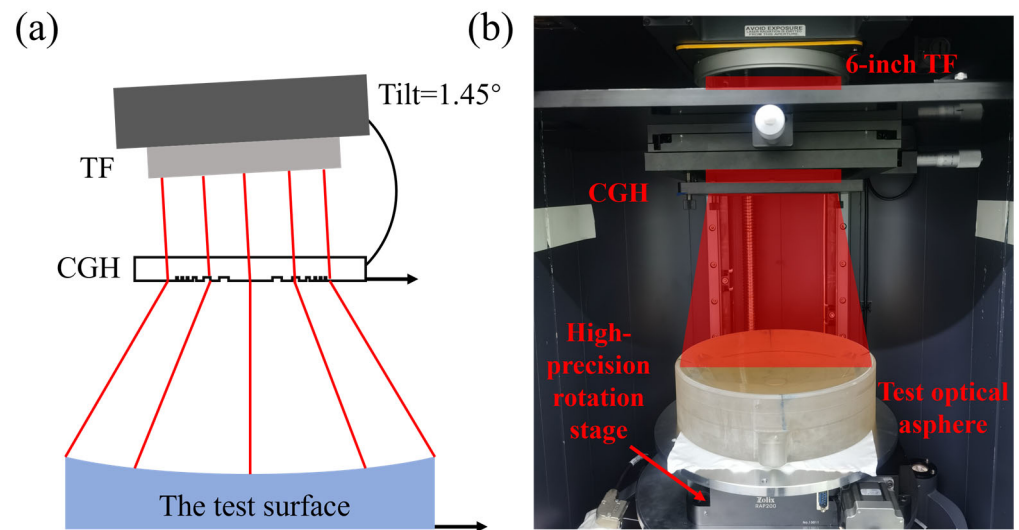 (a)
Tilt=1.45°
TF
CGH
The test surface
(b)
AVOID EXPOSURE
6-inch TF
CGH
High-
precision
rotation
stage
Test optical
asphere
Zolix